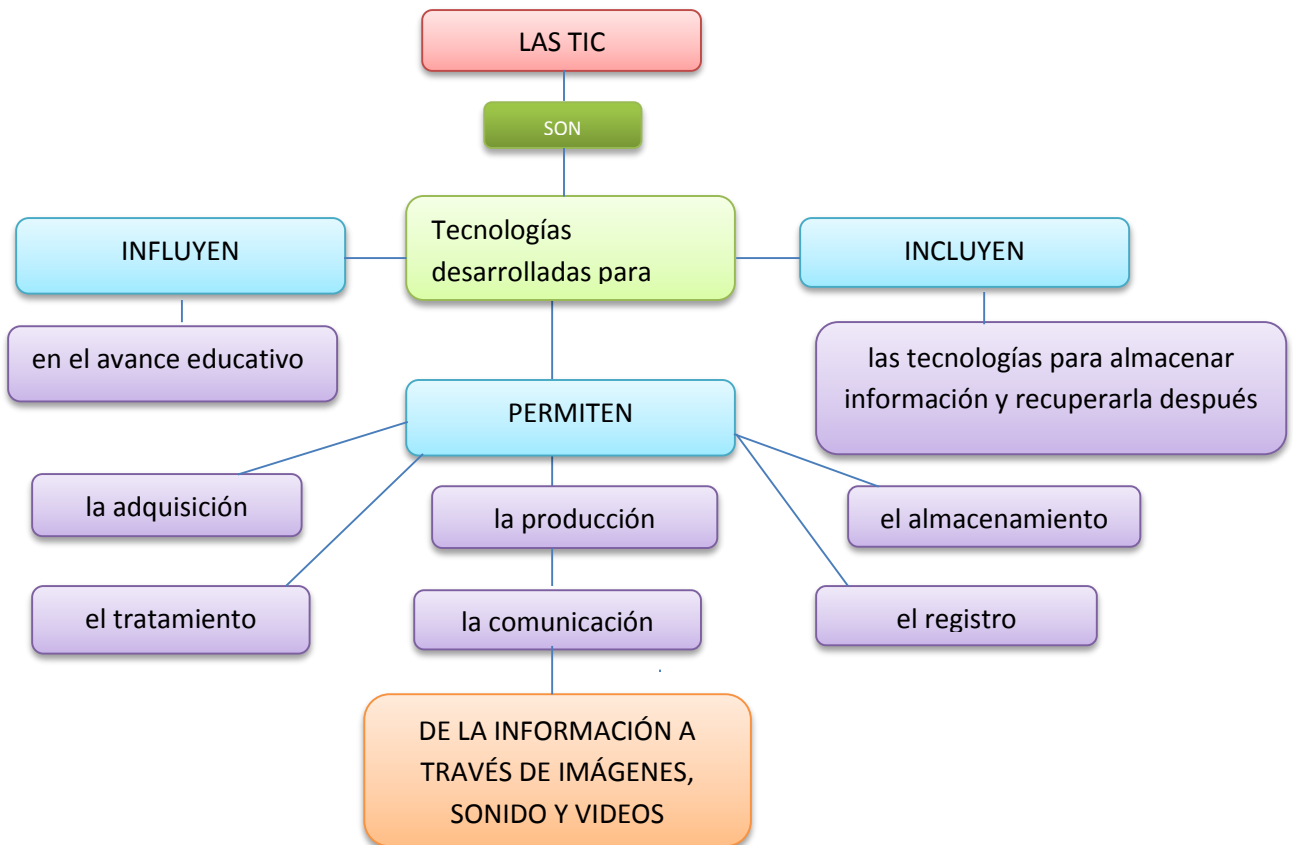 LAS TIC
SON
INFLUYEN
Tecnologías
desarrolladas para
INCLUYEN
en el avance educativo
las tecnologías para almacenar
información y recuperarla después
PERMITEN
la adquisición
la producción
el almacenamiento
el tratamiento
la comunicación
el registro
DE LA INFORMACIÓN A
TRAVÉS DE IMÁGENES,
SONIDO Y VIDEOS